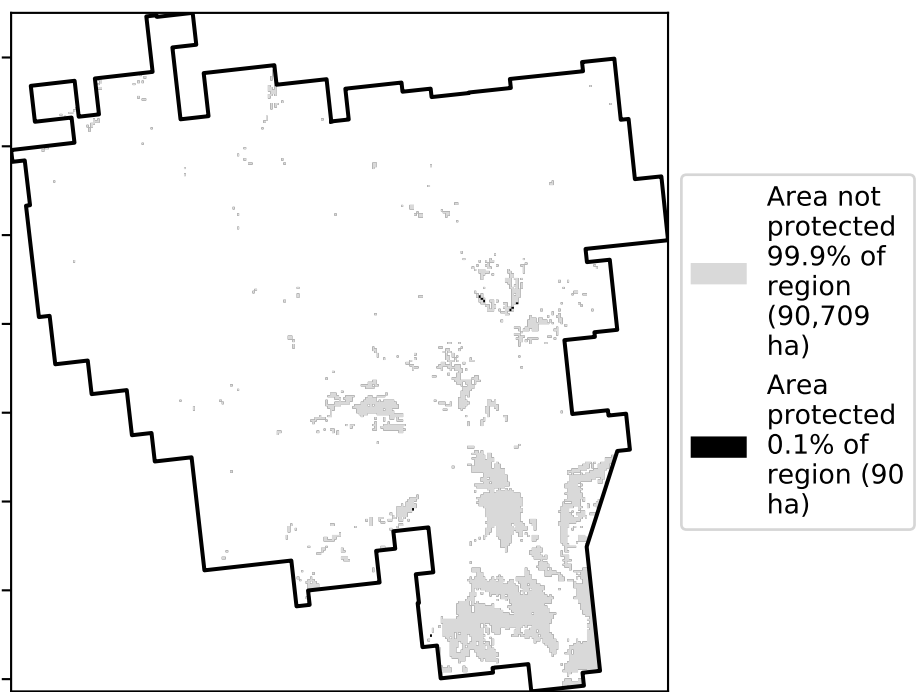 Area not
protected
99.9% of
region
(90,709
ha)
Area
protected
0.1% of
region (90
ha)